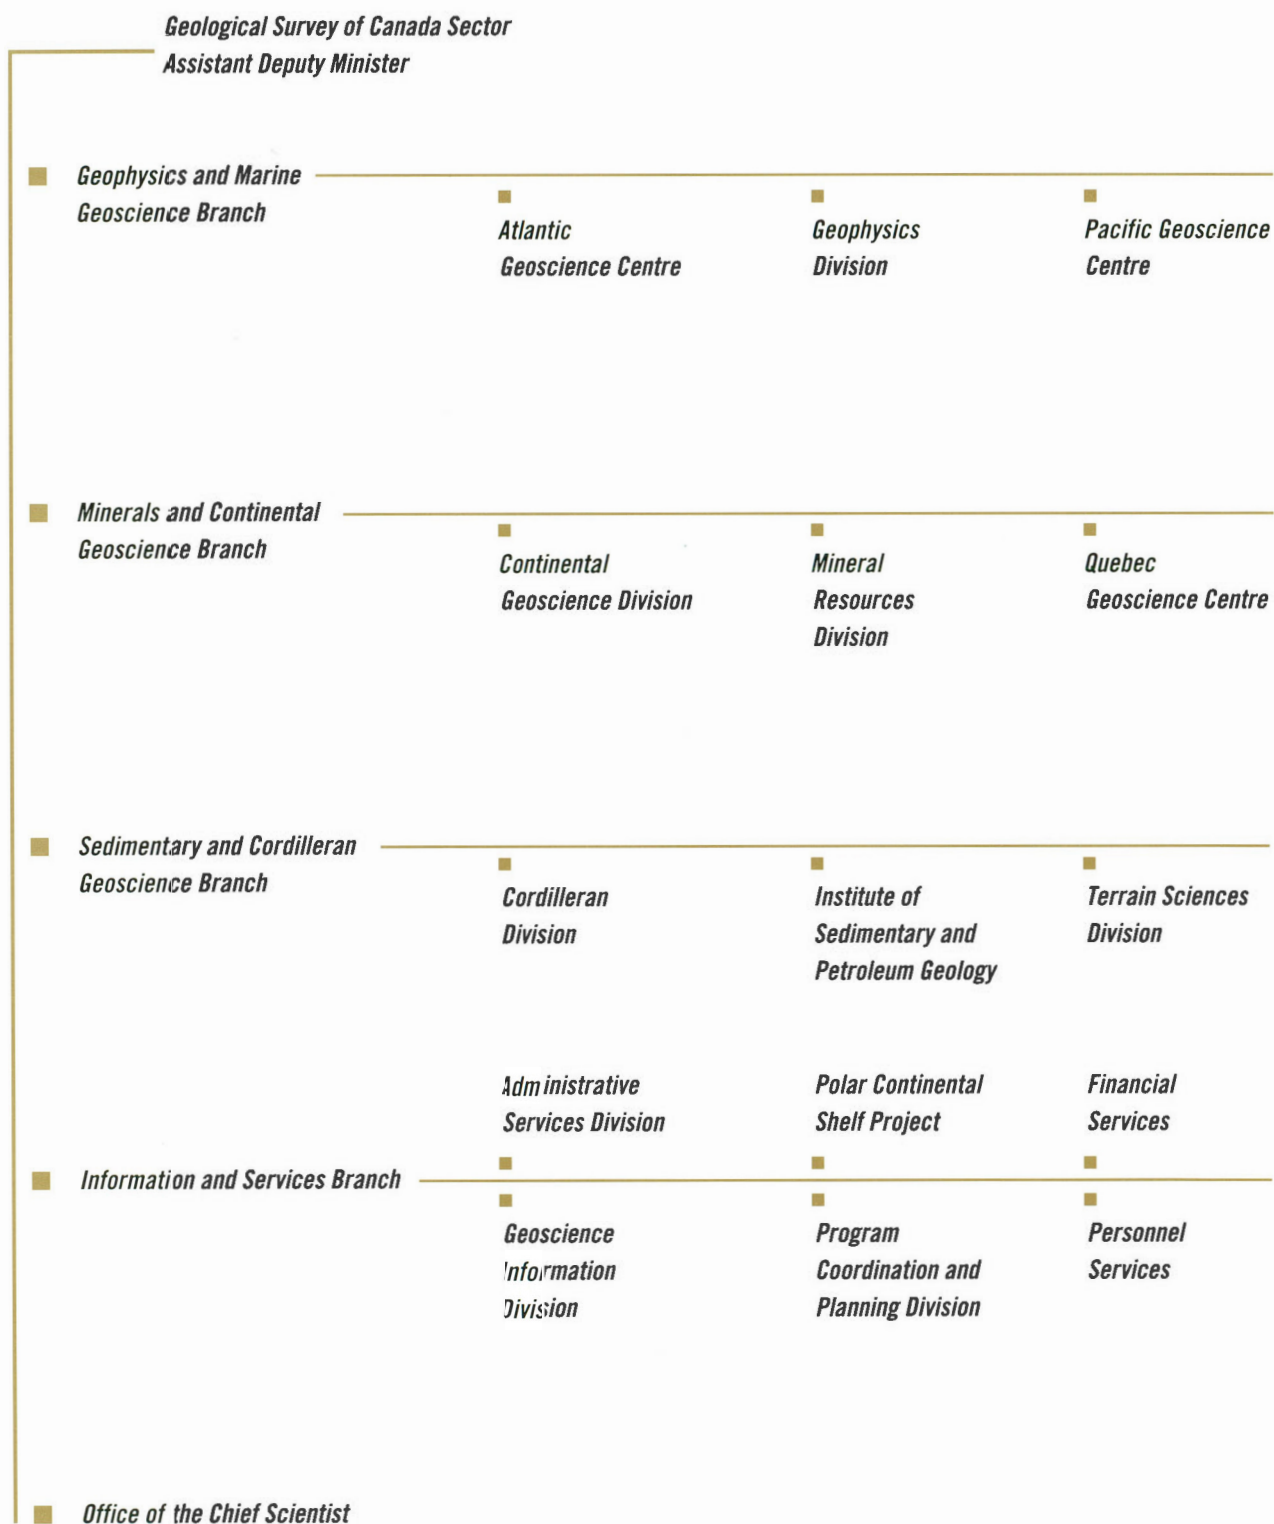 Geological Survey of Canada Sector
Assistant Deputy Minister
Geophysics and Marine
Geoscience Branch
Atlantic
Geoscience Centre
Geophysics
Division
Pacific Geoscience
Centre
Minerals and Continental
Geoscience Branch
Continental
Geoscience Division
Mineral
Resources
Division
Quebec
Geoscience Centre
Sedimentary and Cordilleran
Geoscience Branch
Cordilleran
Division
Institute of
Sedimentary and
Petroleum Geology
Terrain Sciences
Division
Administrative
Services Division
Polar Continental
Shelf Project
Financial
Services
Information and Services Branch
Geoscience
Information
Division
Program
Coordination and
Planning Division
Personnel
Services
Office of the Chief Scientist